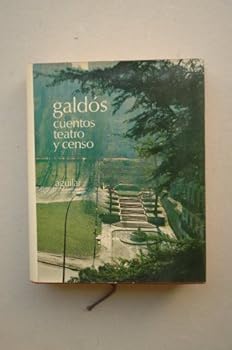 galdós
cuentos
teatro
y censo
aguilar